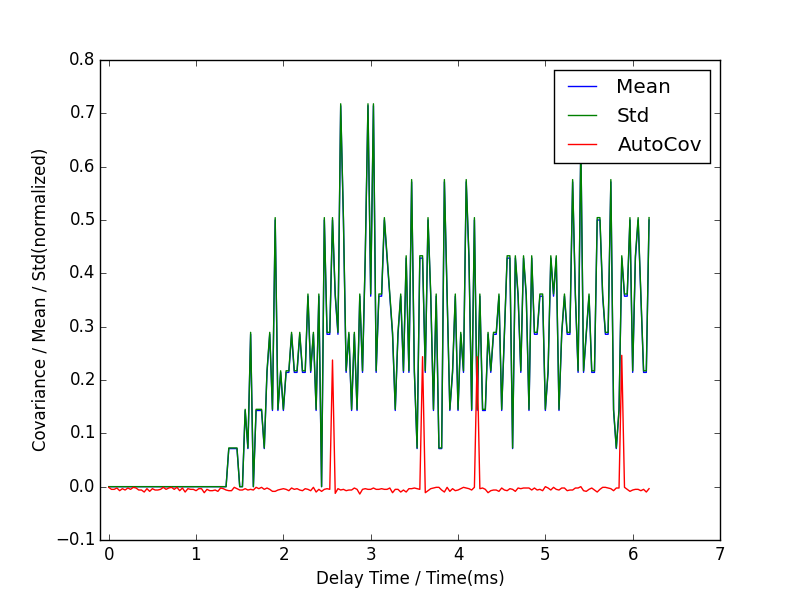 0.8
0.7
0.6
0.5
0.4
0.3
0.2
0.1
0.0
−0.1
Covariance / Mean / Std(normalized)
Mean
Std
AutoCov
0 1 2 3 4 5 6 7
Delay Time / Time(ms)